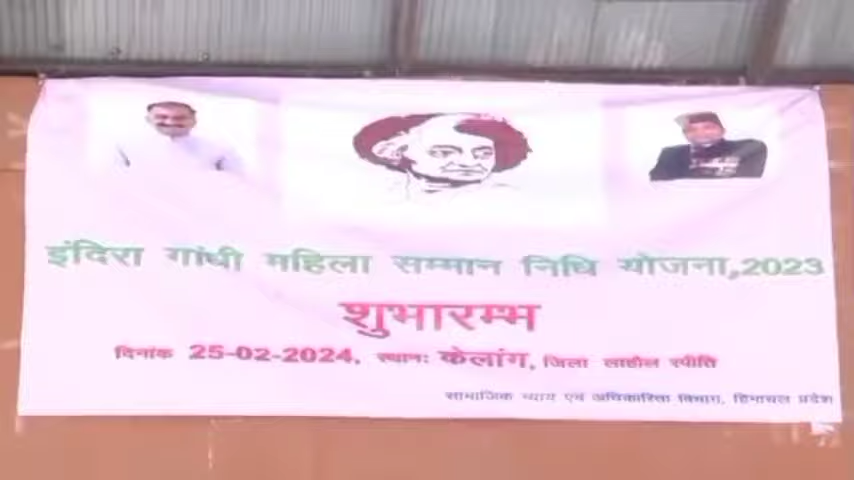 इंदिरा गांधी महिला सम्मान निधि योजना,2023
शुभारम्भ
दिनांक 25-02-2024, स्थान: केलांग, जिला लाहौल स्पीति
सामाजिक न्याय एवं अधिकारिता विभाग, हिमाचल प्रदेश